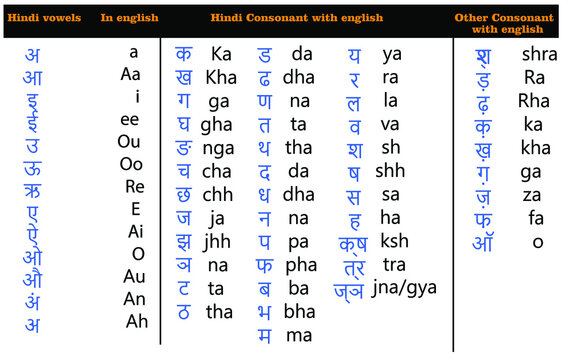 Hindi vowels In english Hindi Consonant with english Other Consonant with english
अ a क Ka ड da य ya श्र shra
आ Aa ख Kha ढ dha र ra ड़ Ra
इ i ग ga ण na ल la ढ़ Rha
ई ee घ gha त ta व va क़ ka
उ Ou ङ nga थ tha श sh ख़ kha
ऊ Oo च cha द da ष shh ग़ ga
ऋ Re छ chh ध dha स sa ज़ za
ए E ज ja न na ह ha फ़ fa
ऐ Ai झ jhh प pa क्‌ष ksh ऑ o
ओ O ञ na फ pha त्‌र tra
औ Au ट ta ब ba ज्‌ञ jna/gya
अं An ठ tha भ bha
अ Ah म ma